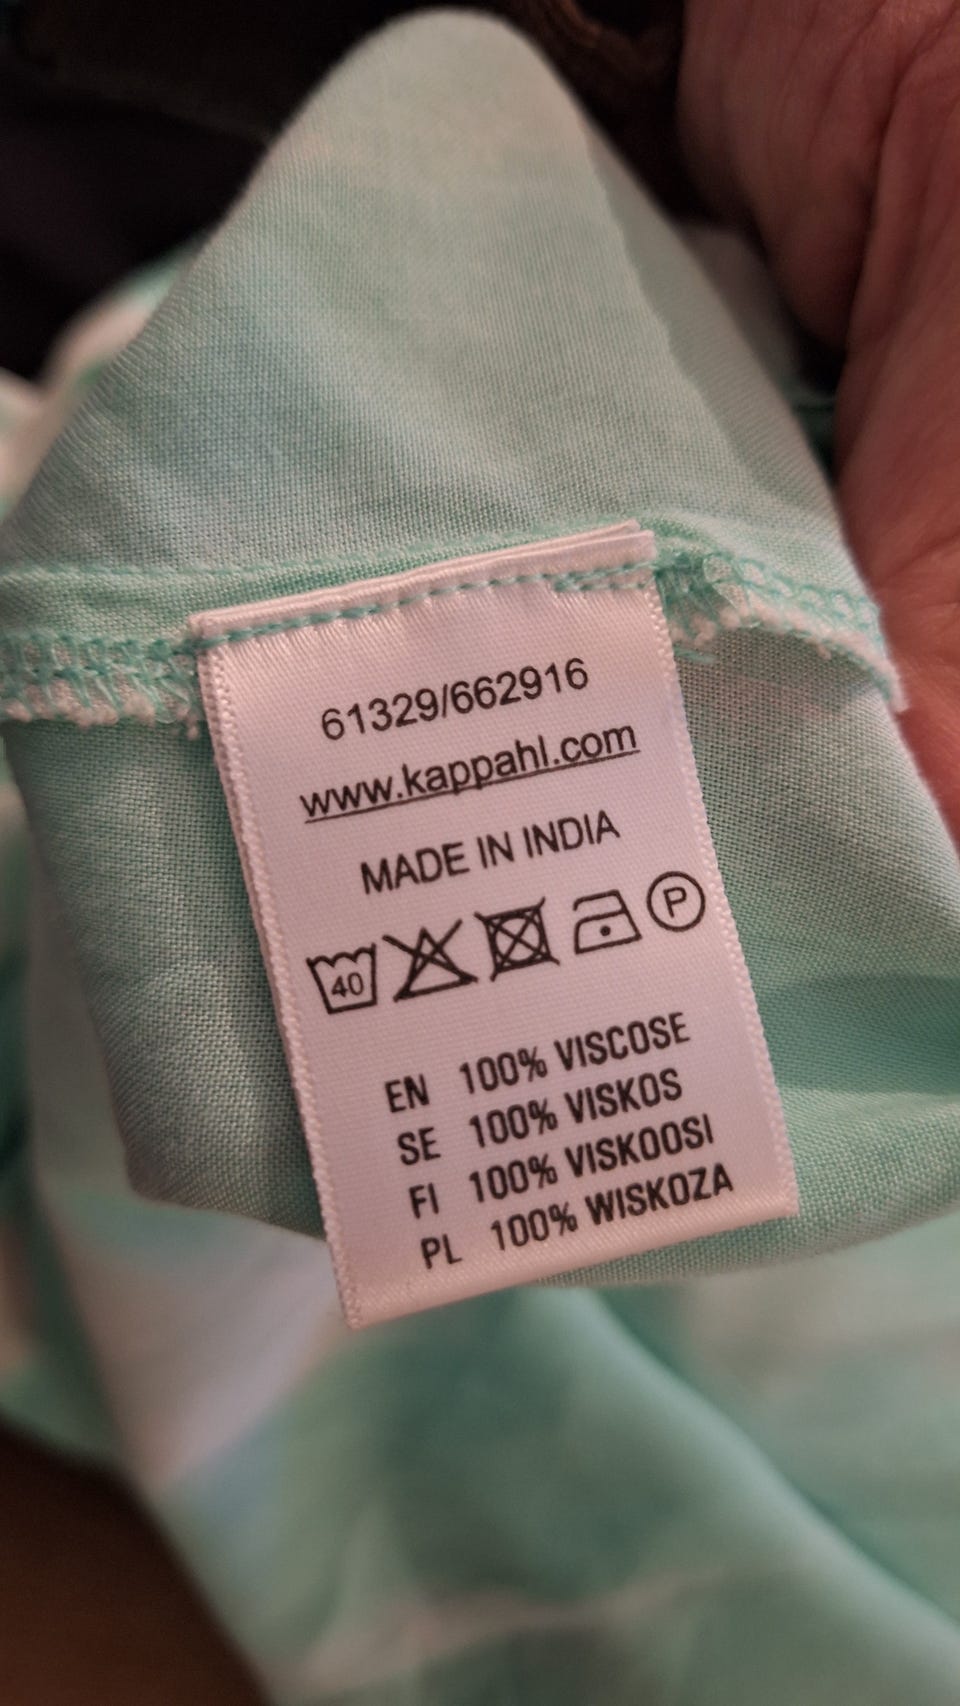 61329/662916
www.kappahl.com
MADE IN INDIA
40 P
EN 100% VISCOSE
SE 100% VISKOS
FI 100% VISKOOSI
PL 100% WISKOZA